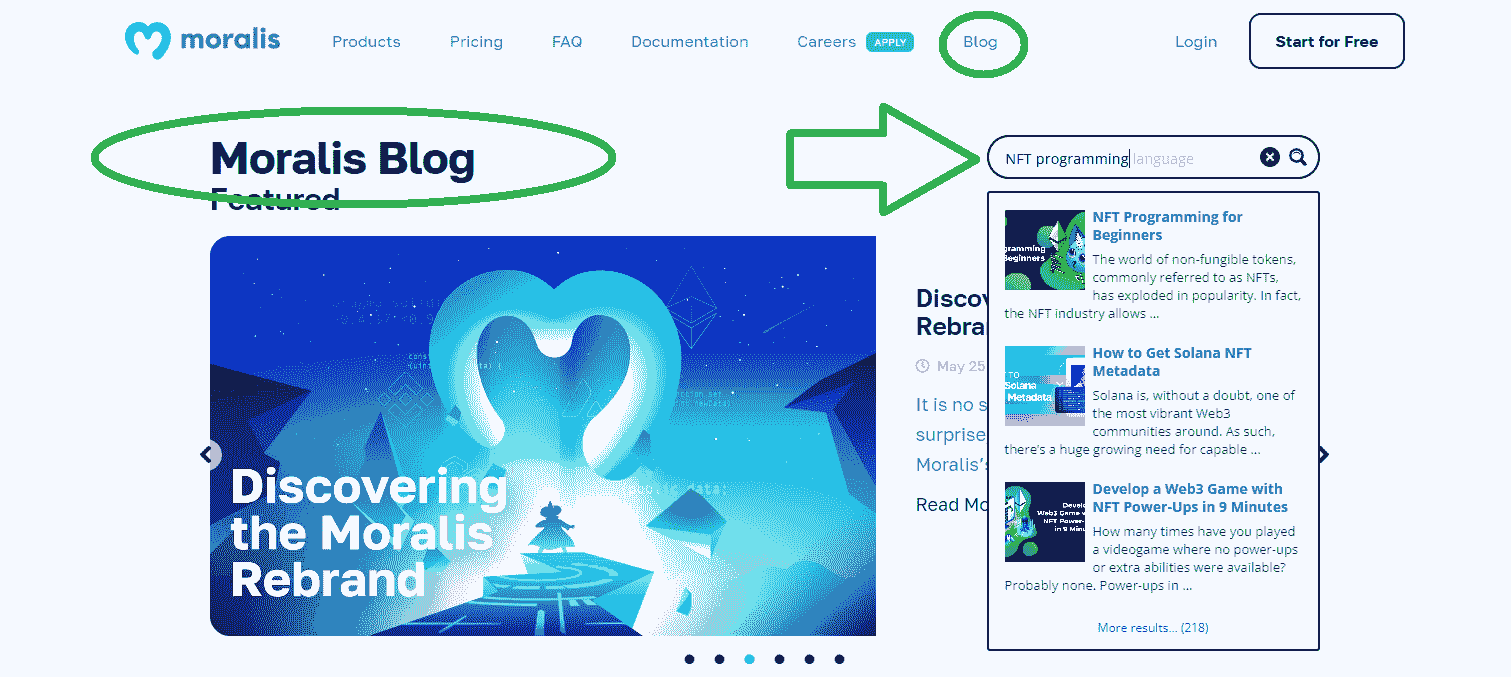 moralis
Products
Pricing
FAQ
Documentation
Careers
APPLY
Blog
Login
Start for Free
Moralis Blog
Featured
NFT programming language
Discovering
the Moralis
Rebrand
Discov
Rebra
May 25
It is no s
surprise
Moralis's
Read Mo
NFT Programming for
Beginners
The world of non-fungible tokens,
commonly referred to as NFTs,
has exploded in popularity. In fact,
the NFT industry allows ...
gramming
Beginners
How to Get Solana NFT
Metadata
Solana is, without a doubt, one of
the most vibrant Web3
communities around. As such,
there's a huge growing need for capable ...
TO
Solana
Metadata
Develop a Web3 Game with
NFT Power-Ups in 9 Minutes
How many times have you played
a videogame where no power-ups
or extra abilities were available?
Probably none. Power-ups in ...
More results... (218)